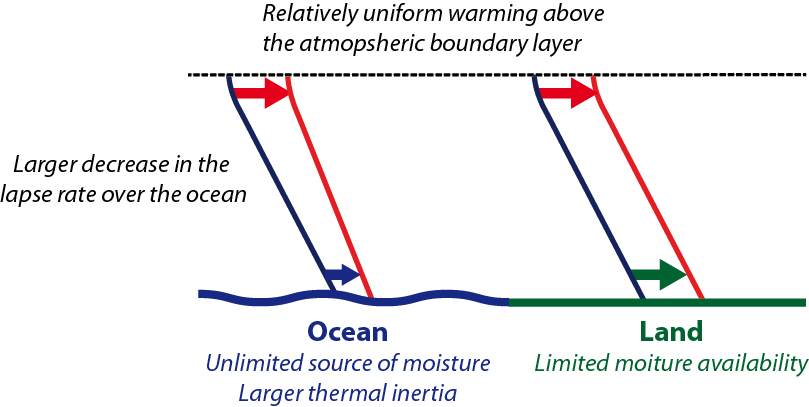 Relatively uniform warming above
the atmopsheric boundary layer
Larger decrease in the
lapse rate over the ocean
Ocean
Unlimited source of moisture
Larger thermal inertia
Land
Limited moiture availability